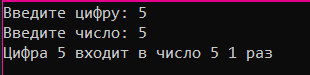 Введите цифру: 5
Введите число: 5
Цифра 5 входит в число 5 1 раз